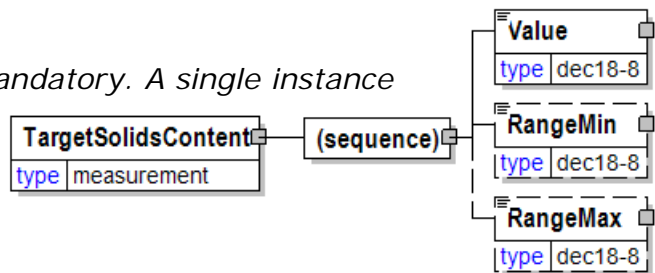 Value
type dec18-8
andatory. A single instance
TargetSolidsContent
type measurement
(sequence)
RangeMin
type dec18-8
RangeMax
type dec18-8